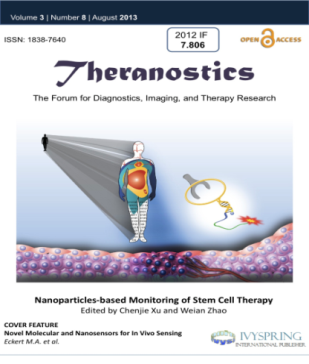 Volume 3 | Number 8 | August 2013
ISSN: 1838-7640
2012 IF
7.806
OPEN ACCESS
Theranostics
The Forum for Diagnostics, Imaging, and Therapy Research
Nanoparticles-based Monitoring of Stem Cell Therapy
Edited by Chenjie Xu and Weian Zhao
COVER FEATURE
Novel Molecular and Nanosensors for In Vivo Sensing
Eckert M.A. et al.
IVYSPRING
INTERNATIONAL PUBLISHER